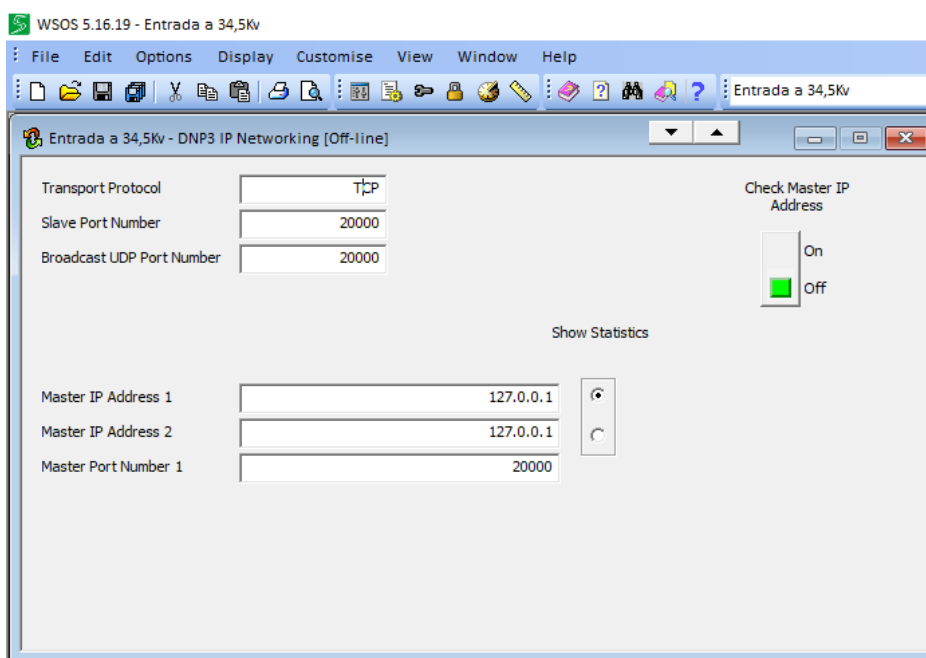 WSOS 5.16.19 - Entrada a 34,5Kv
File Edit Options Display Customise View Window Help
Entrada a 34,5Kv
Entrada a 34,5Kv - DNP3 IP Networking [Off-line]
Transport Protocol TCP
Check Master IP
Address
Slave Port Number 20000
Broadcast UDP Port Number 20000
On
Off
Show Statistics
Master IP Address 1 127.0.0.1
Master IP Address 2 127.0.0.1
Master Port Number 1 20000